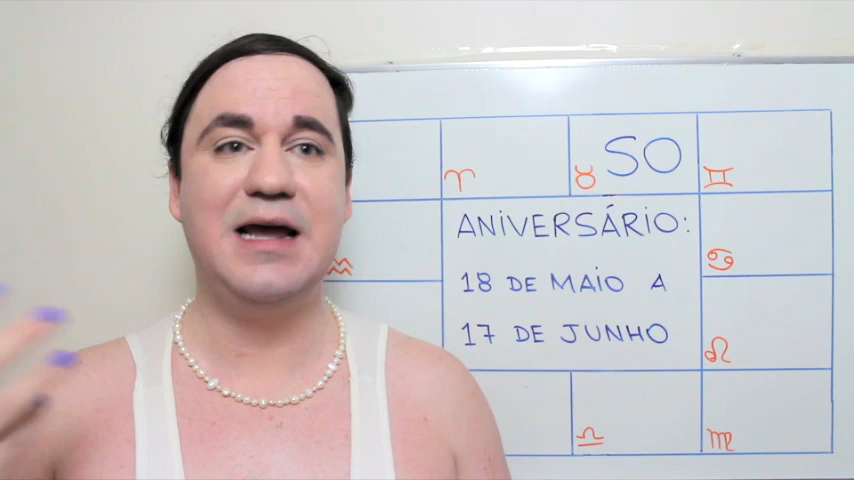 ♈ ♉ SO ♊
ANIVERSÁRIO:
♒ ♋
18 DE MAIO A
17 DE JUNHO
♌
♎ ♍